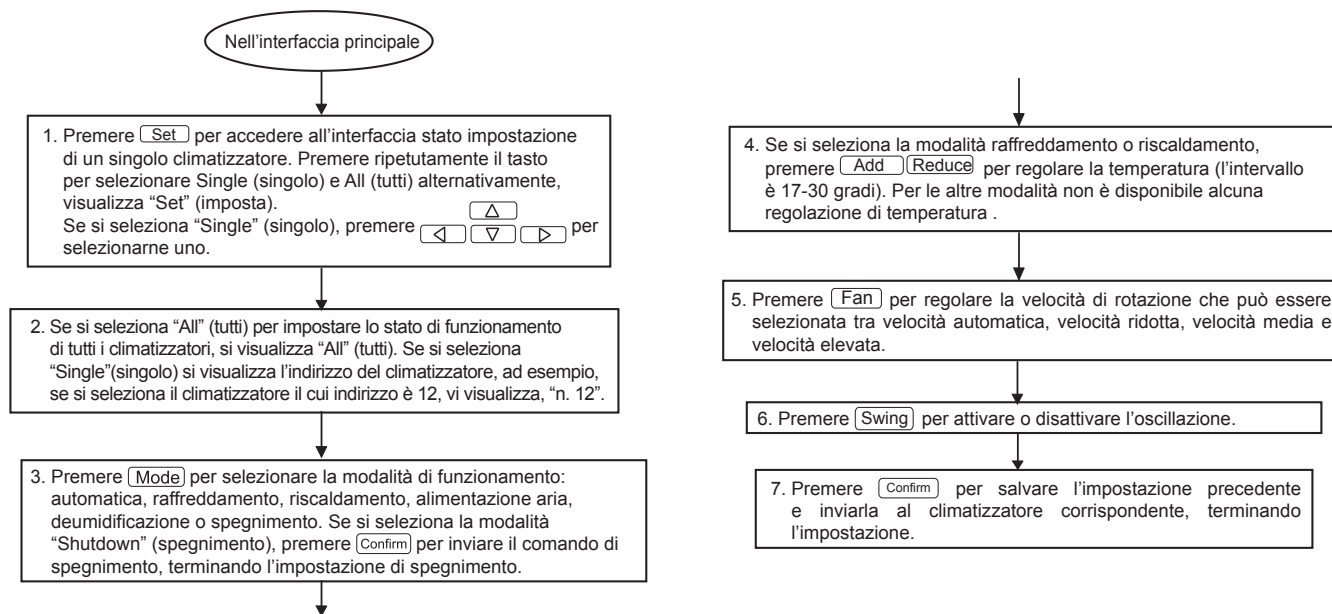 Nell'interfaccia principale
1. Premere Set per accedere all'interfaccia stato impostazione
di un singolo climatizzatore. Premere ripetutamente il tasto
per selezionare Single (singolo) e All (tutti) alternativamente,
visualizza "Set" (imposta).
Se si seleziona "Single" (singolo), premere △ ◁ ▽ ▷ per
selezionarne uno.
2. Se si seleziona "All" (tutti) per impostare lo stato di funzionamento
di tutti i climatizzatori, si visualizza "All" (tutti). Se si seleziona
"Single"(singolo) si visualizza l'indirizzo del climatizzatore, ad esempio,
se si seleziona il climatizzatore il cui indirizzo è 12, vi visualizza, "n. 12".
3. Premere Mode per selezionare la modalità di funzionamento:
automatica, raffreddamento, riscaldamento, alimentazione aria,
deumidificazione o spegnimento. Se si seleziona la modalità
"Shutdown" (spegnimento), premere Confirm per inviare il comando di
spegnimento, terminando l'impostazione di spegnimento.
4. Se si seleziona la modalità raffreddamento o riscaldamento,
premere Add Reduce per regolare la temperatura (l'intervallo
è 17-30 gradi). Per le altre modalità non è disponibile alcuna
regolazione di temperatura .
5. Premere Fan per regolare la velocità di rotazione che può essere
selezionata tra velocità automatica, velocità ridotta, velocità media e
velocità elevata.
6. Premere Swing per attivare o disattivare l'oscillazione.
7. Premere Confirm per salvare l'impostazione precedente
e inviarla al climatizzatore corrispondente, terminando
l'impostazione.